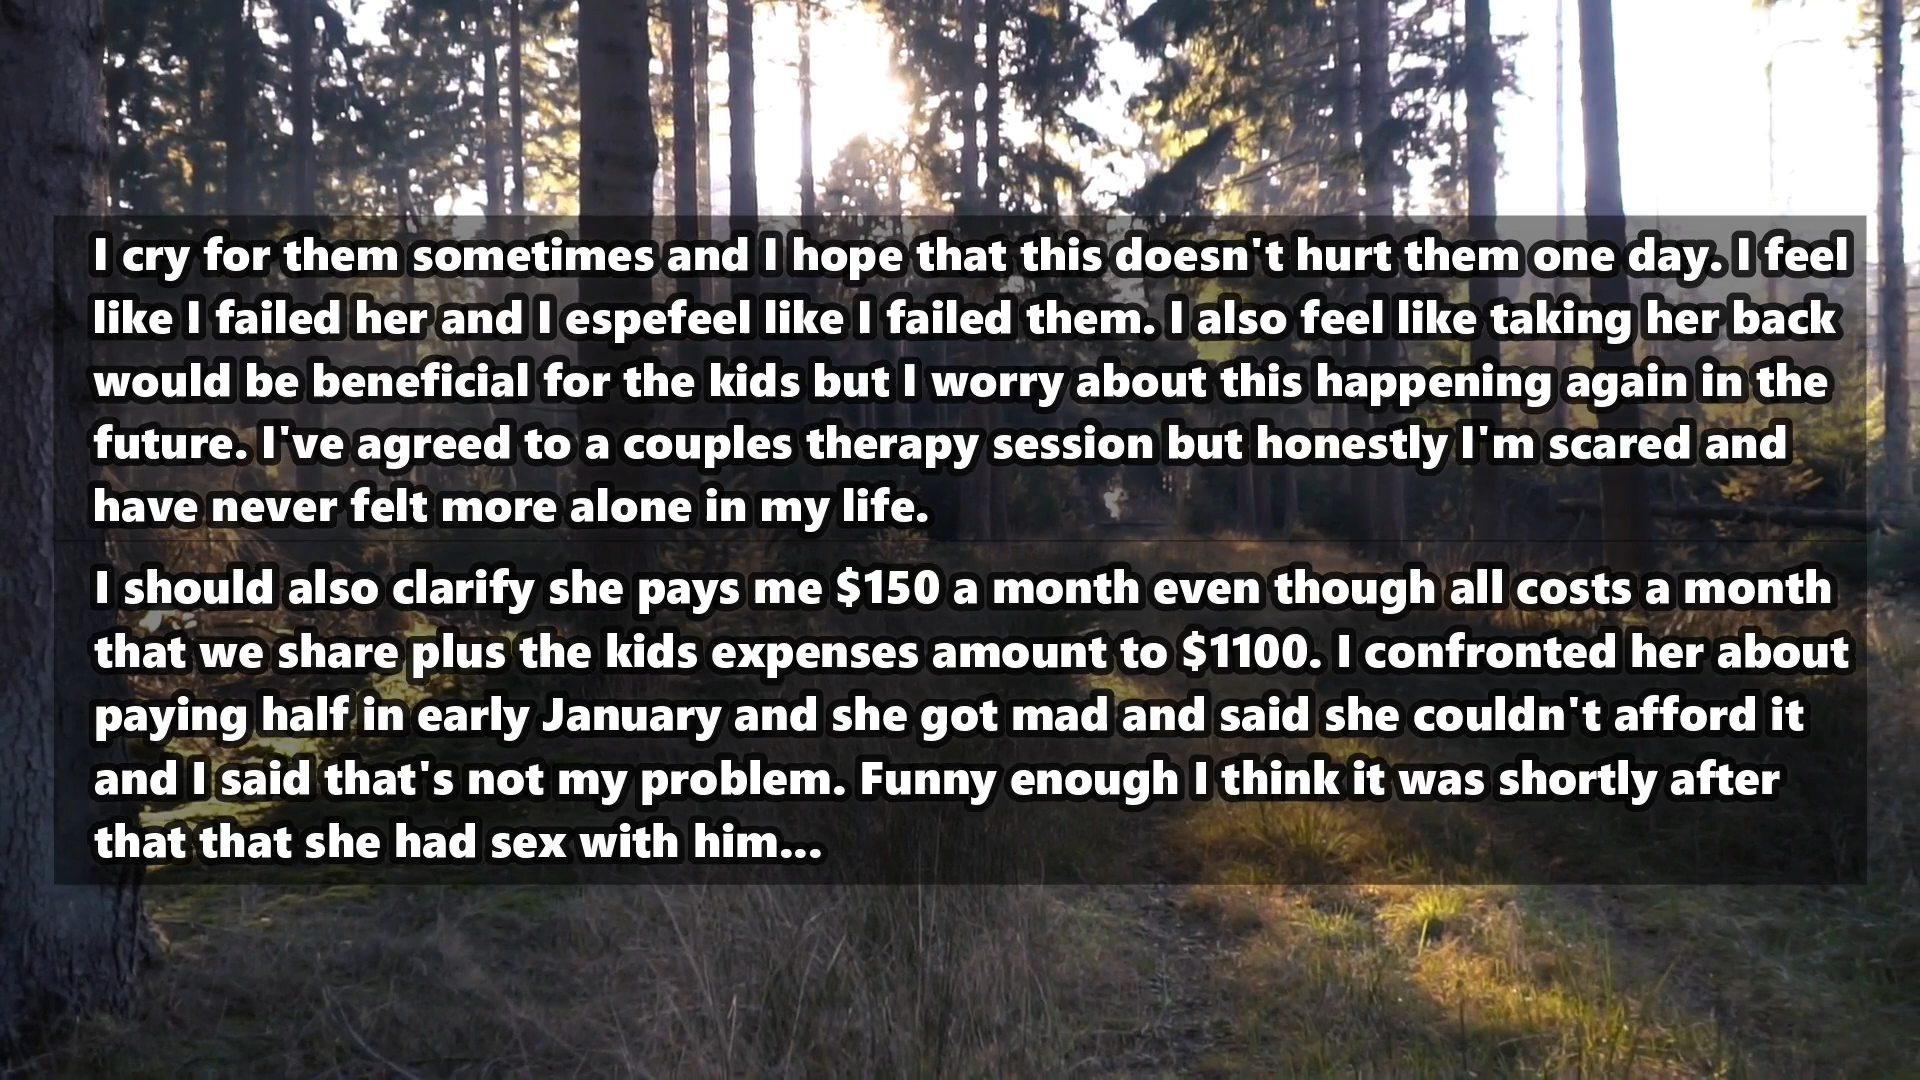 I cry for them sometimes and I hope that this doesn't hurt them one day. I feel
like I failed her and I espefeel like I failed them. I also feel like taking her back
would be beneficial for the kids but I worry about this happening again in the
future. I've agreed to a couples therapy session but honestly I'm scared and
have never felt more alone in my life.
I should also clarify she pays me $150 a month even though all costs a month
that we share plus the kids expenses amount to $1100. I confronted her about
paying half in early January and she got mad and said she couldn't afford it
and I said that's not my problem. Funny enough I think it was shortly after
that that she had sex with him...